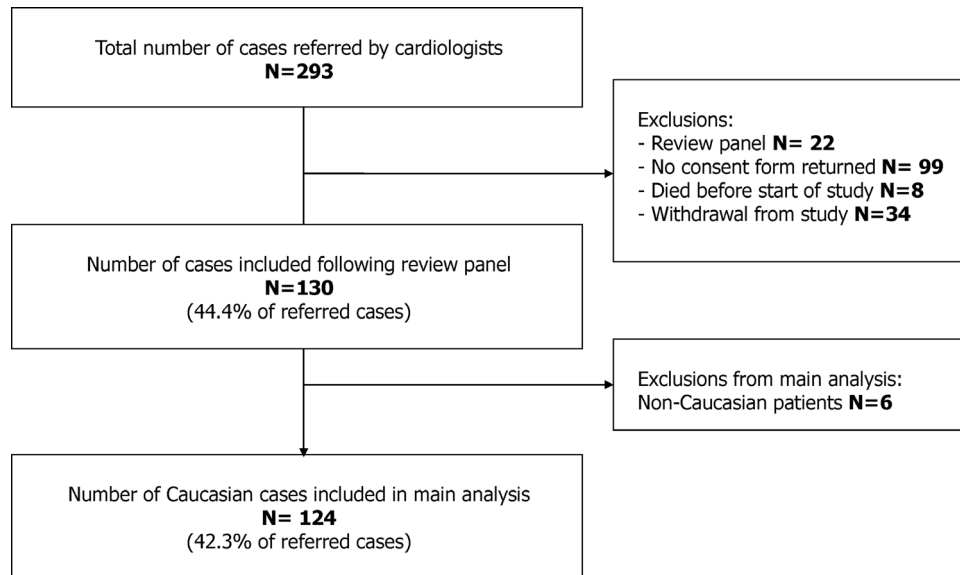 Total number of cases referred by cardiologists
N=293
Exclusions:
- Review panel N= 22
- No consent form returned N= 99
- Died before start of study N=8
- Withdrawal from study N=34
Number of cases included following review panel
N=130
(44.4% of referred cases)
Exclusions from main analysis:
Non-Caucasian patients N=6
Number of Caucasian cases included in main analysis
N= 124
(42.3% of referred cases)